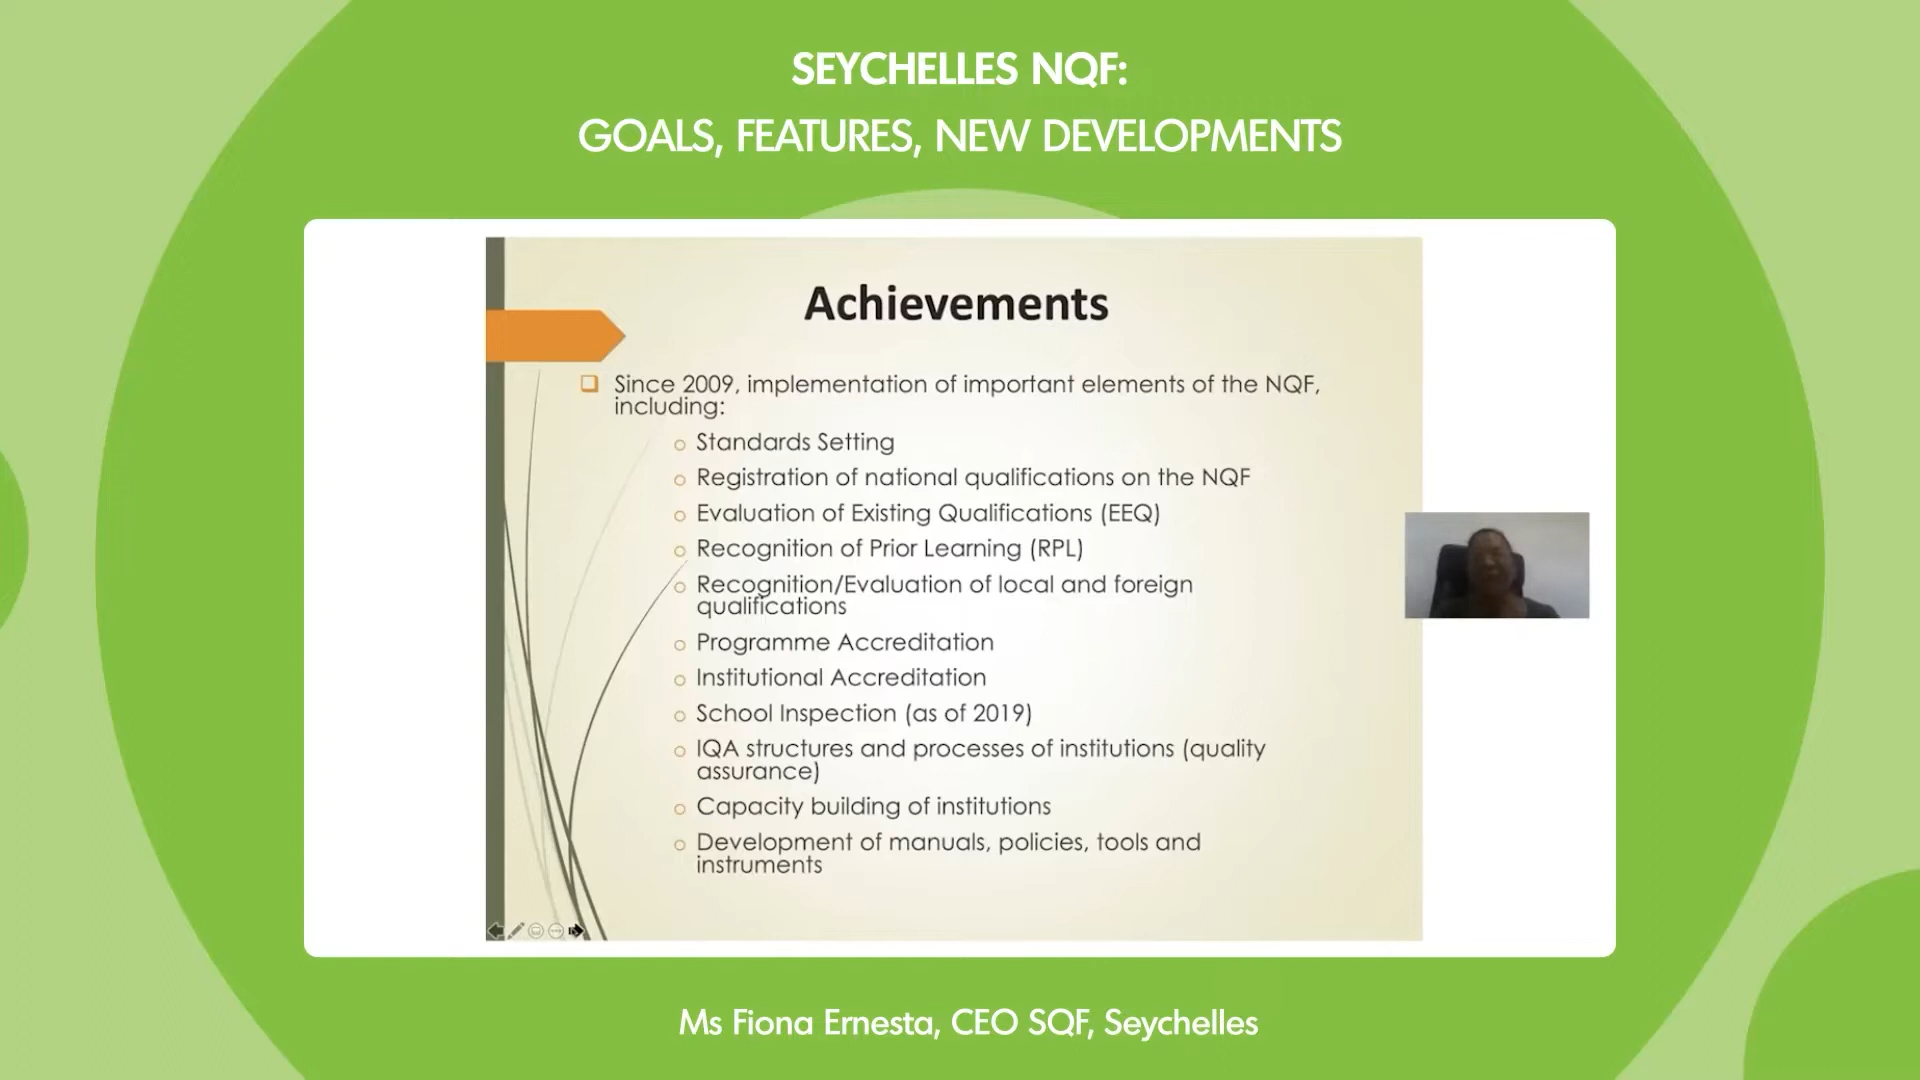 SEYCHELLES NQF:
GOALS, FEATURES, NEW DEVELOPMENTS
Achievements
Since 2009, implementation of important elements of the NQF,
including:
Standards Setting
Registration of national qualifications on the NQF
Evaluation of Existing Qualifications (EEQ)
Recognition of Prior Learning (RPL)
Recognition/Evaluation of local and foreign
qualifications
Programme Accreditation
Institutional Accreditation
School Inspection (as of 2019)
IQA structures and processes of institutions (quality
assurance)
Capacity building of institutions
Development of manuals, policies, tools and
instruments
Ms Fiona Ernesta, CEO SQF, Seychelles